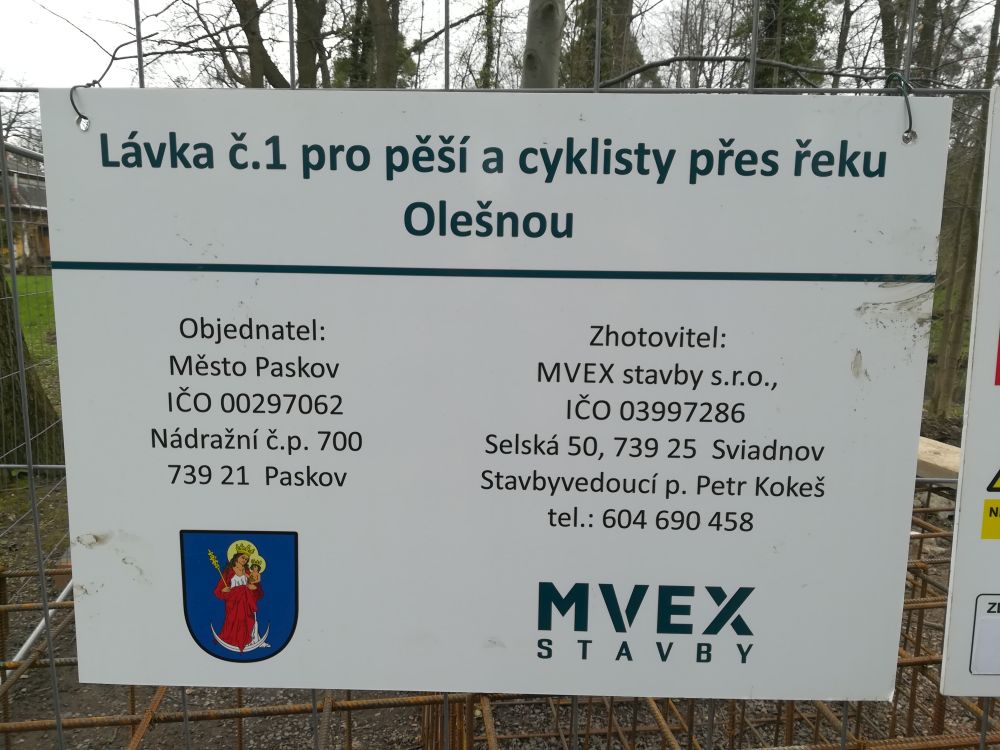 Lávka č.1 pro pěší a cyklisty přes řeku
Olešnou
Objednatel:
Město Paskov
IČO 00297062
Nádražní č.p. 700
739 21 Paskov
Zhotovitel:
MVEX stavby s.r.o.,
IČO 03997286
Selská 50, 739 25 Sviadnov
Stavbyvedoucí p. Petr Kokeš
tel.: 604 690 458
MVEX
STAVBY